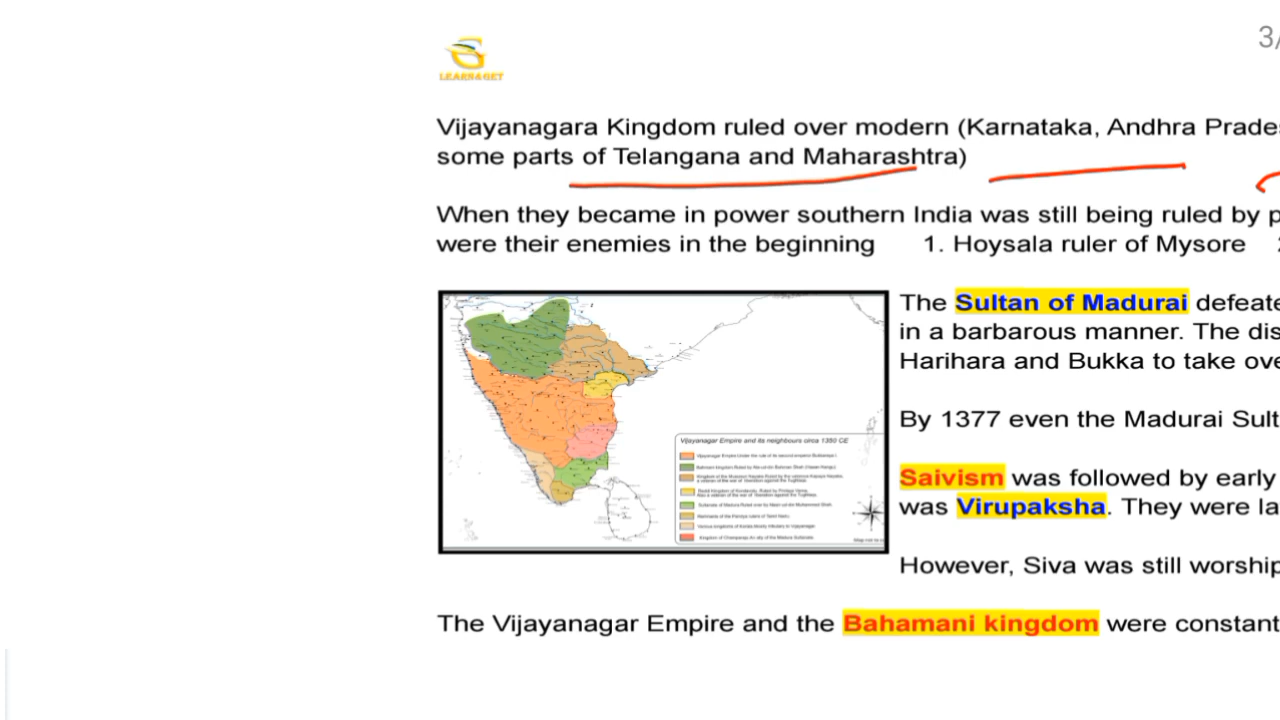 3/
LEARN4GET
Vijayanagara Kingdom ruled over modern (Karnataka, Andhra Prade
some parts of Telangana and Maharashtra)
When they became in power southern India was still being ruled by p
were their enemies in the beginning 1. Hoysala ruler of Mysore
The Sultan of Madurai defeate
in a barbarous manner. The dis
Harihara and Bukka to take ove
By 1377 even the Madurai Sult
Saivism was followed by early
was Virupaksha. They were la
However, Siva was still worship
Vijayanagar Empire and its neighbours circa 1350 CE
The Vijayanagar Empire and the Bahamani kingdom were constant